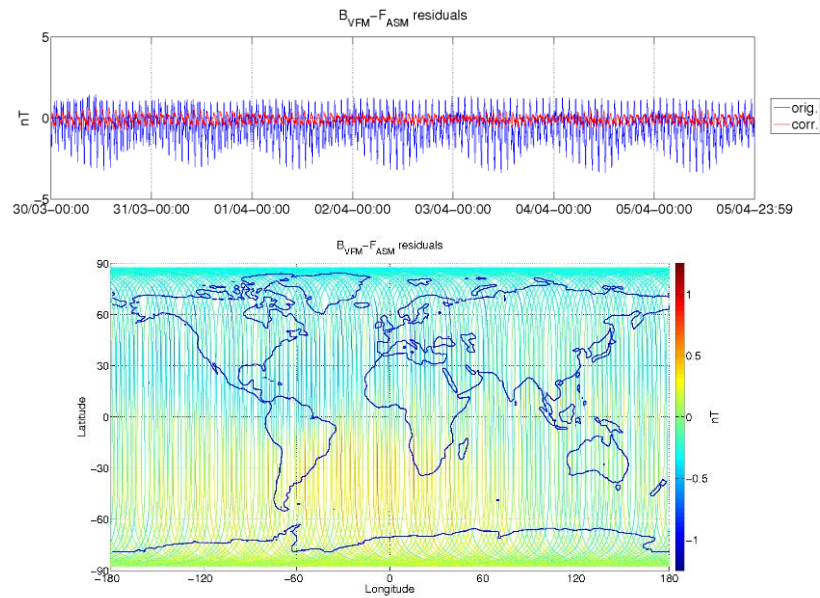 B_VFM−F_ASM residuals
5
nT
0
−5
30/03−00:00 31/03−00:00 01/04−00:00 02/04−00:00 03/04−00:00 04/04−00:00 05/04−00:00 05/04−23:59
orig.
corr.
B_VFM−F_ASM residuals
90
60
30
0
−30
−60
−90
Latitude
−180 −120 −60 0 60 120 180
Longitude
1
0.5
0
−0.5
−1
nT